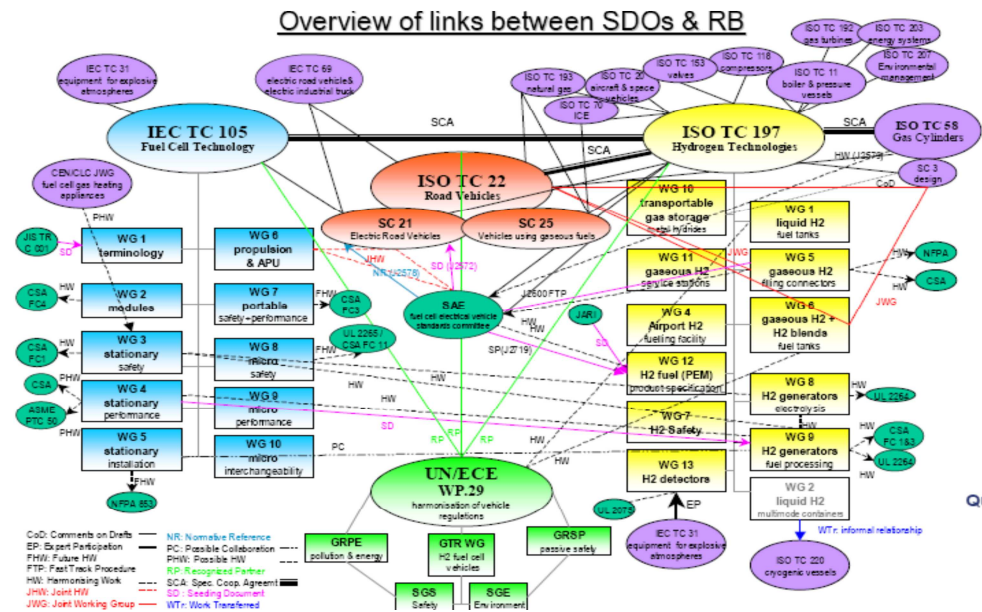 Overview of links between SDOs & RB
ISO TC 192
gas turbines
ISO TC 203
energy systems
IEC TC 31
equipment for explosive
atmospheres
IEC TC 69
electric road vehicle&
electric industrial truck
ISO TC 193
natural gas
ISO TC 20
aircraft & space
vehicles
ISO TC 153
valves
ISO TC 118
compressors
ISO TC 207
Environmental
management
ISO TC 11
boiler & pressure
vessels
ISO TC 70
ICE
SCA
SCA
SCA
SCA
IEC TC 105
Fuel Cell Technology
ISO TC 197
Hydrogen Technologies
ISO TC 58
Gas Cylinders
HW (J2579)
CoD
SC 3
design
CEN/CLC JWG
fuel cell gas heating
appliances
PHW
ISO TC 22
Road Vehicles
SC 21
Electric Road Vehicles
SC 25
Vehicles using gaseous fuels
WG 10
transportable
gas storage
metal hydrides
WG 1
liquid H2
fuel tanks
JIS TR
C 001
SD
WG 1
terminology
WG 6
propulsion
& APU
JHW
NR (J2578)
SD (J2572)
JWG
WG 11
gaseous H2
service stations
WG 5
gaseous H2
filling connectors
HW
NFPA
HW
CSA
CSA
FC4
HW
WG 2
modules
WG 7
portable
safety+performance
FHW
CSA
FC3
SAE
fuel cell electrical vehicle
standards committee
J2600FTP
HW
HW
JARI
SD
WG 4
Airport H2
fuelling facility
WG 6
gaseous H2 +
H2 blends
fuel tanks
JWG
UL 2265 /
CSA FC 11
CSA
FC1
HW
WG 3
stationary
safety
WG 8
micro
safety
FHW
SP(J2719)
WG 12
H2 fuel (PEM)
product specification
HW
HW
HW
CSA
PHW
ASME
PTC 50
PHW
WG 4
stationary
performance
WG 9
micro
performance
SD
WG 8
H2 generators
electrolysis
HW
UL 2264
WG 7
H2 Safety
RP
RP
RP
HW
HW
WG 9
H2 generators
fuel processing
HW
CSA
FC 1&3
HW
UL 2264
WG 5
stationary
installation
WG 10
micro
interchangeability
PC
FHW
NFPA 853
UN/ECE
WP.29
harmonisation of vehicle
regulations
WG 13
H2 detectors
WG 2
liquid H2
multimode containers
UL 2075
EP
IEC TC 31
equipment for explosive
atmospheres
WTr: informal relationship
ISO TC 220
cryogenic vessels
GRPE
pollution & energy
GTR WG
H2 fuel cell
vehicles
GRSP
passive safety
SGS
Safety
SGE
Environment
CoD: Comments on Drafts
EP: Expert Participation
FHW: Future HW
FTP: Fast Track Procedure
HW: Harmonising Work
JHW: Joint HW
JWG: Joint Working Group
NR: Normative Reference
PC: Possible Collaboration
PHW: Possible HW
RP: Recognized Partner
SCA: Spec. Coop. Agreemt
SD : Seeding Document
WTr: Work Transferred